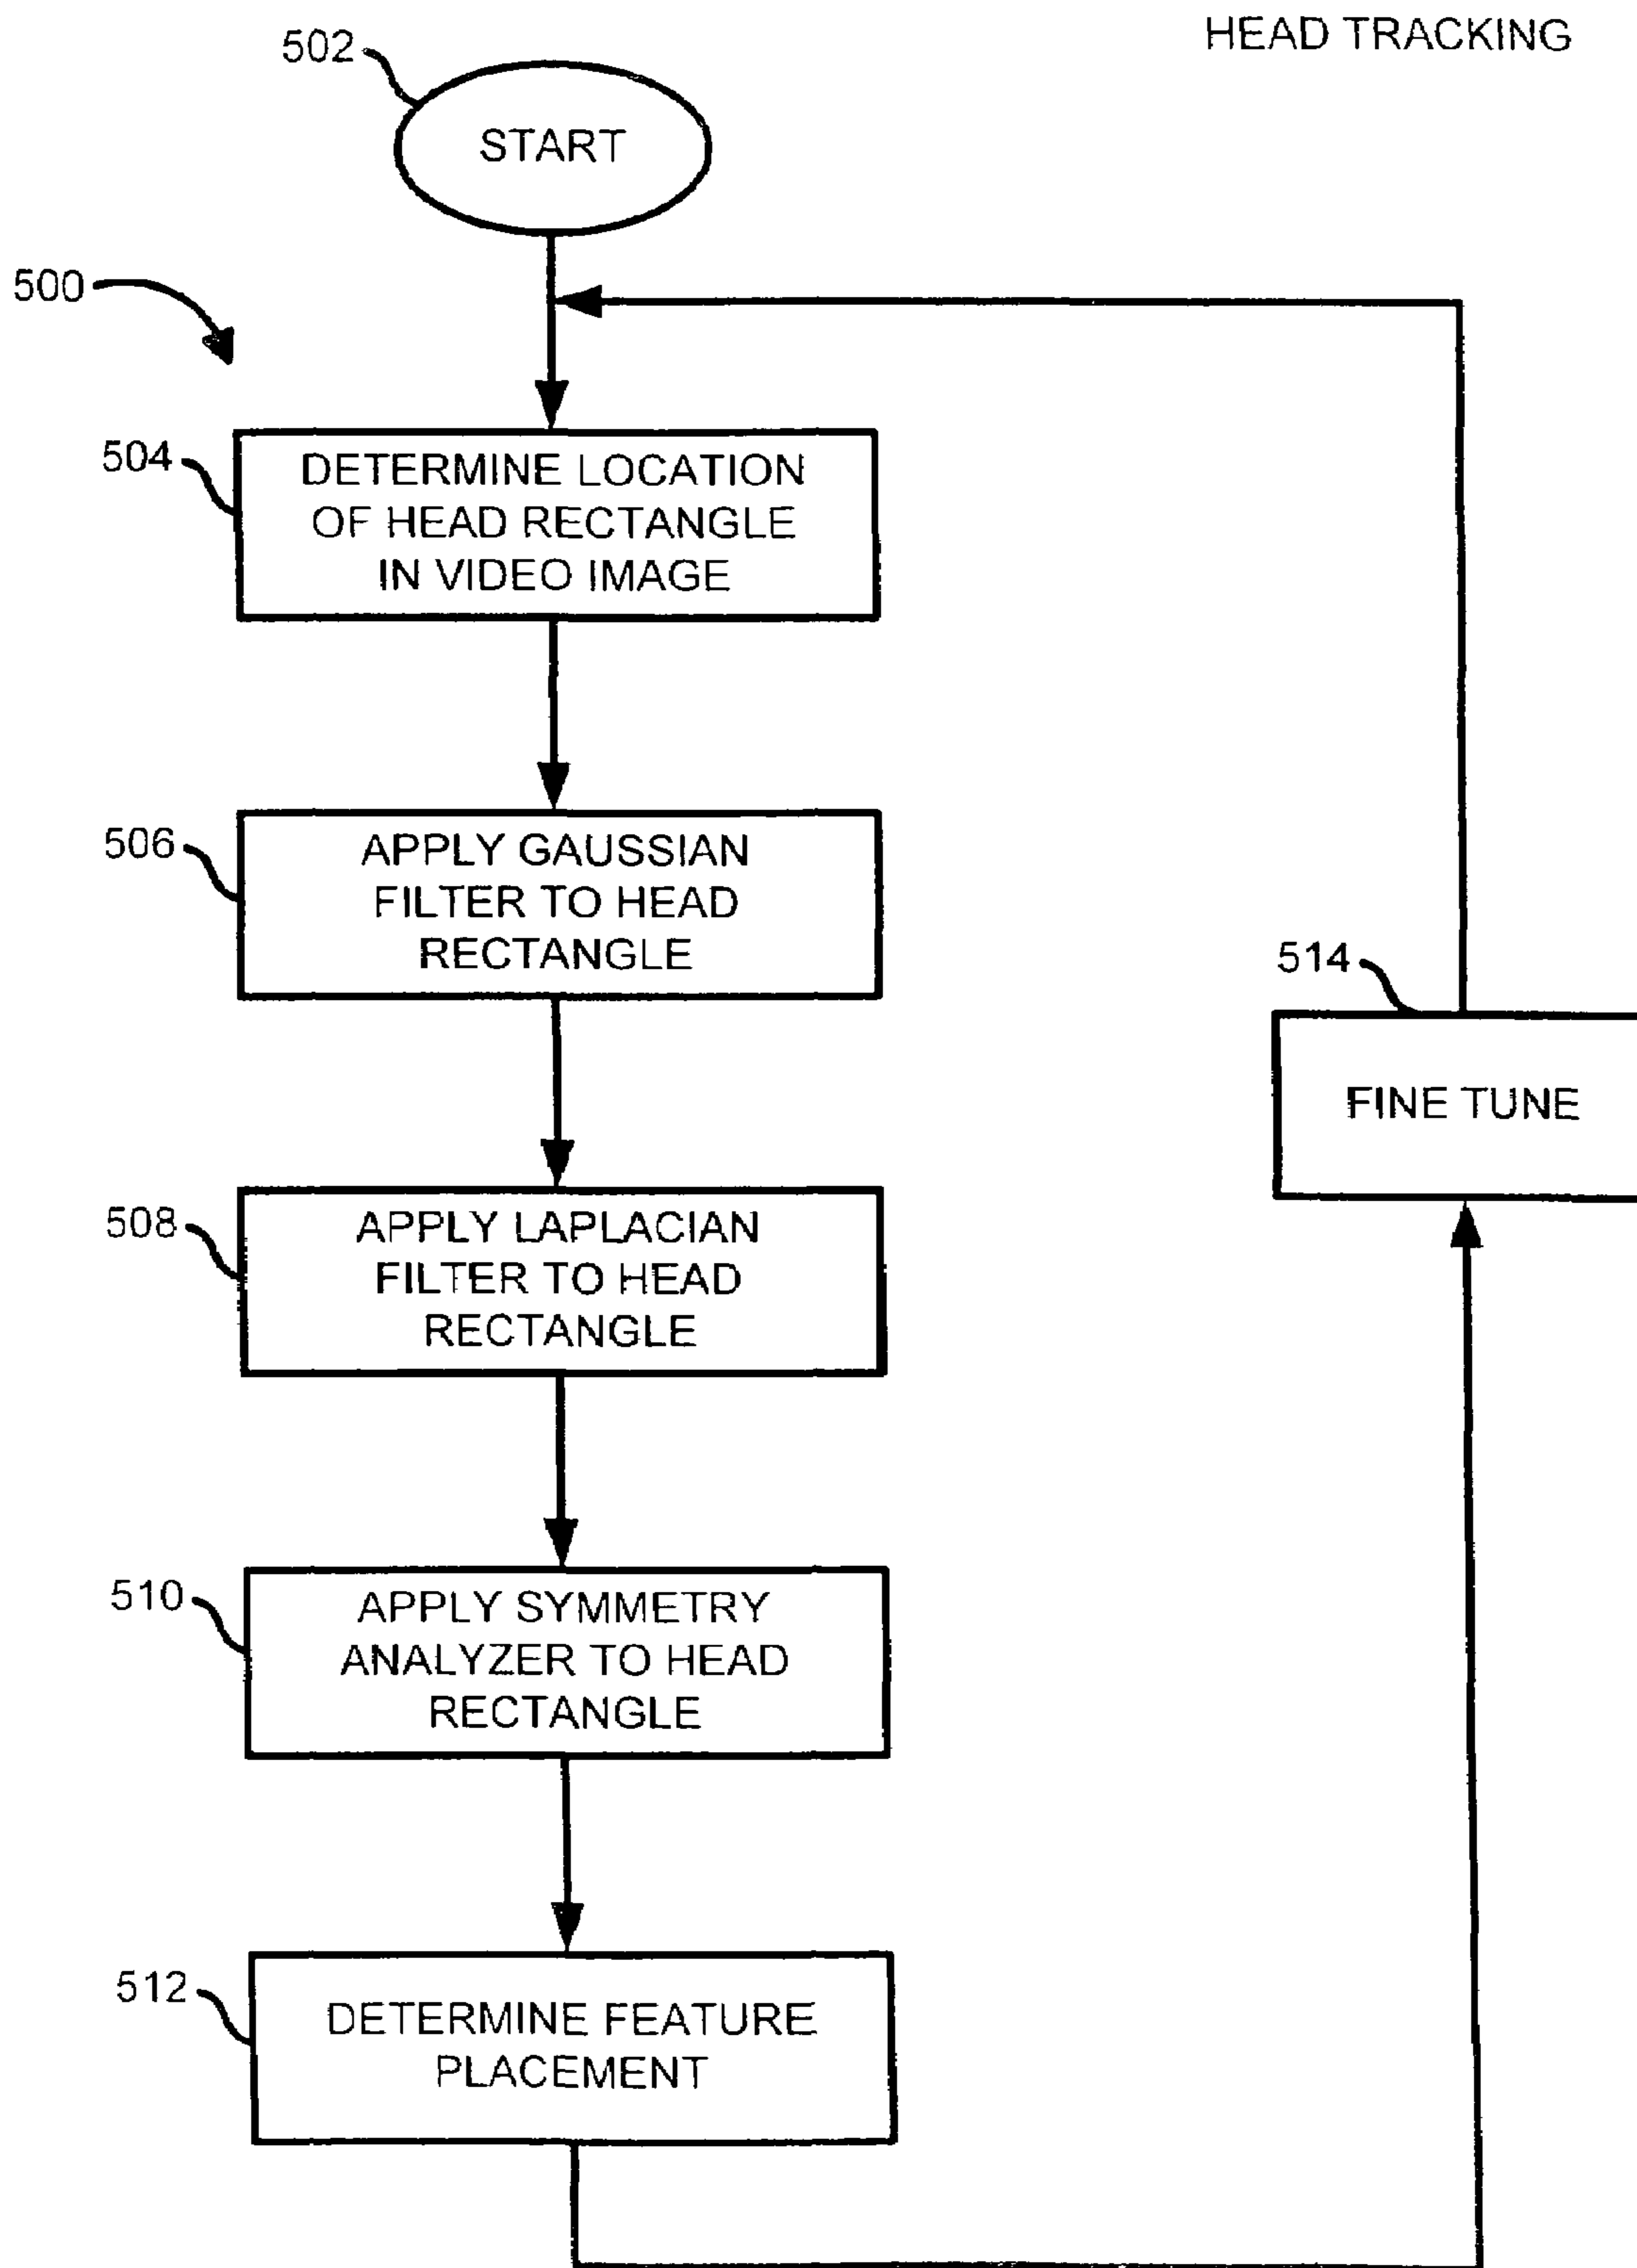 HEAD TRACKING
502
START
500
504
DETERMINE LOCATION
OF HEAD RECTANGLE
IN VIDEO IMAGE
506
APPLY GAUSSIAN
FILTER TO HEAD
RECTANGLE
514
FINE TUNE
508
APPLY LAPLACIAN
FILTER TO HEAD
RECTANGLE
510
APPLY SYMMETRY
ANALYZER TO HEAD
RECTANGLE
512
DETERMINE FEATURE
PLACEMENT